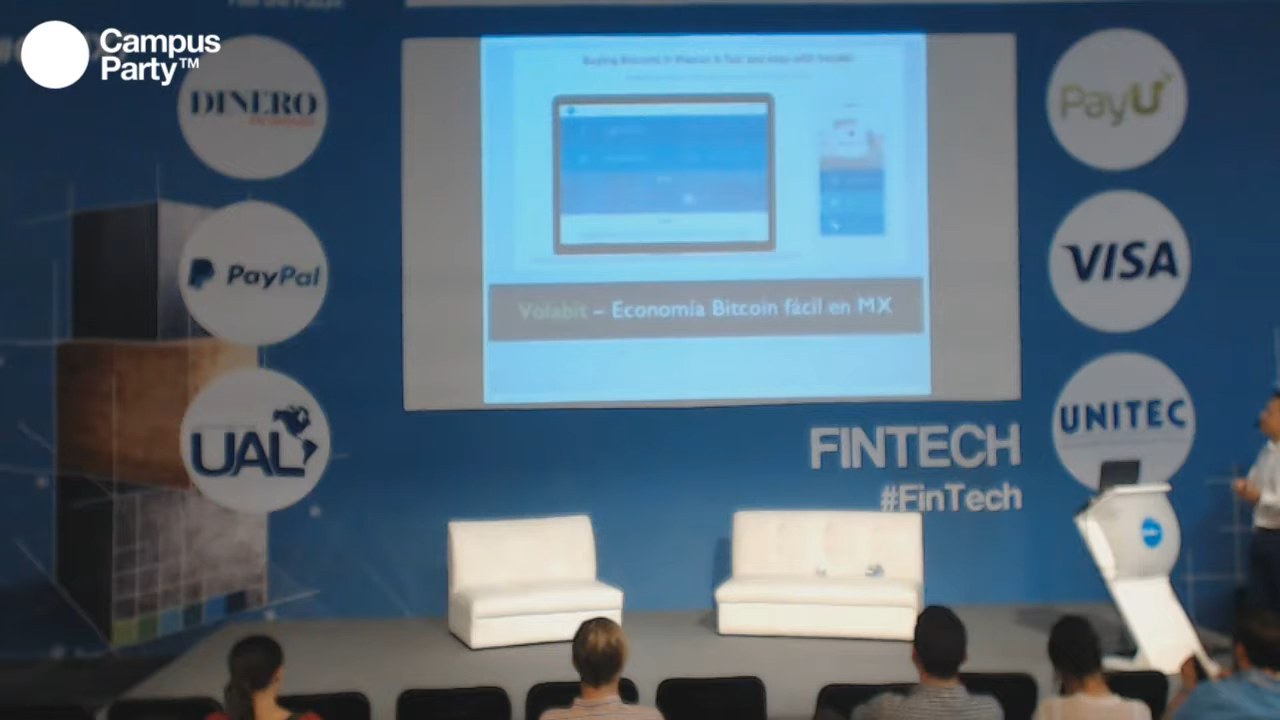 Campus
Party™
DINERO
PayPal
UAL
Volabit – Economía Bitcoin fácil en MX
PayU
VISA
UNITEC
FINTECH
#FinTech